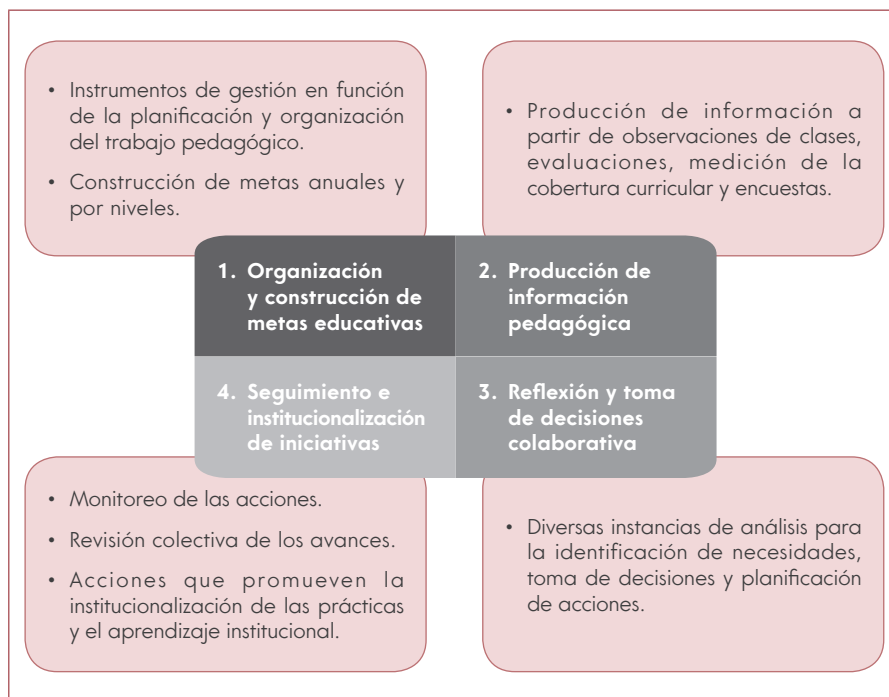 • Instrumentos de gestión en función
de la planificación y organización
del trabajo pedagógico.
• Construcción de metas anuales y
por niveles.
• Producción de información a
partir de observaciones de clases,
evaluaciones, medición de la
cobertura curricular y encuestas.
1. Organización
y construcción de
metas educativas
2. Producción de
información
pedagógica
4. Seguimiento e
institucionalización
de iniciativas
3. Reflexión y toma
de decisiones
colaborativa
• Monitoreo de las acciones.
• Revisión colectiva de los avances.
• Acciones que promueven la
institucionalización de las prácticas
y el aprendizaje institucional.
• Diversas instancias de análisis para
la identificación de necesidades,
toma de decisiones y planificación
de acciones.